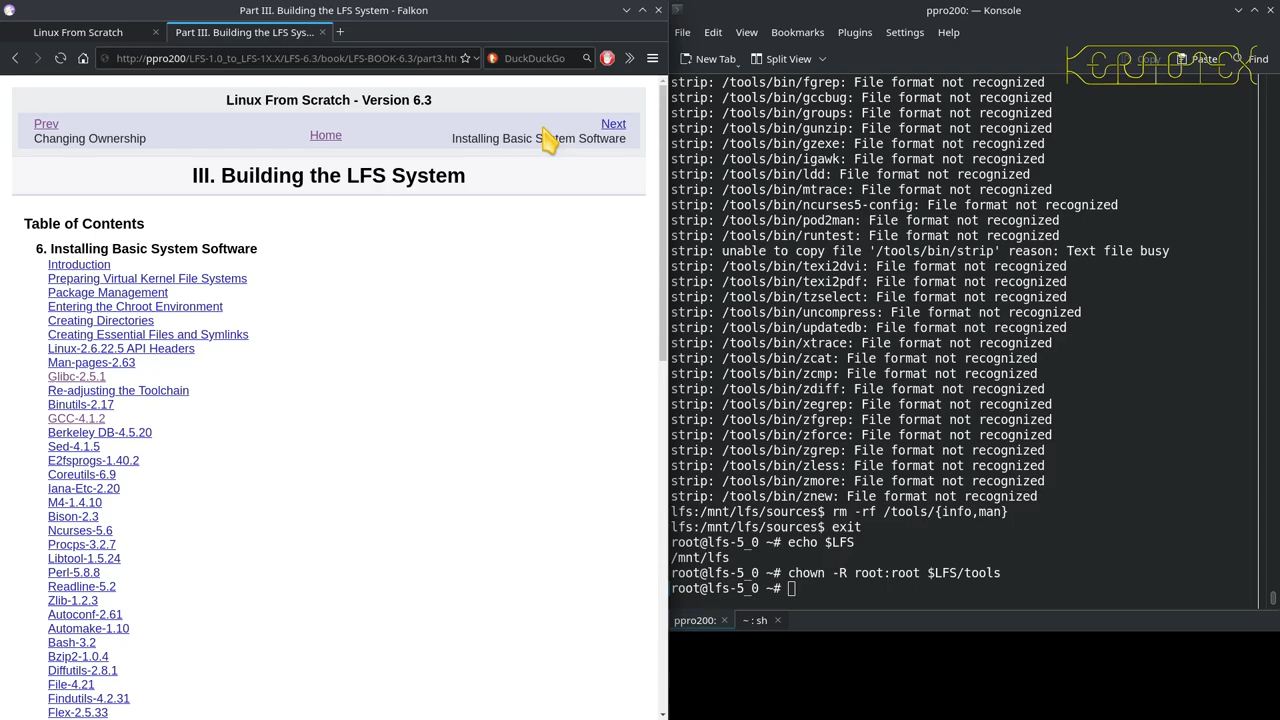 Part III. Building the LFS System - Falkon
Linux From Scratch
Part III. Building the LFS Sys...
http://ppro200/LFS-1.0_to_LFS-1X.X/LFS-6.3/book/LFS-BOOK-6.3/part3.htm
DuckDuckGo
Linux From Scratch - Version 6.3
Prev
Next
Home
Changing Ownership
Installing Basic System Software
III. Building the LFS System
Table of Contents
6. Installing Basic System Software
Introduction
Preparing Virtual Kernel File Systems
Package Management
Entering the Chroot Environment
Creating Directories
Creating Essential Files and Symlinks
Linux-2.6.22.5 API Headers
Man-pages-2.63
Glibc-2.5.1
Re-adjusting the Toolchain
Binutils-2.17
GCC-4.1.2
Berkeley DB-4.5.20
Sed-4.1.5
E2fsprogs-1.40.2
Coreutils-6.9
Iana-Etc-2.20
M4-1.4.10
Bison-2.3
Ncurses-5.6
Procps-3.2.7
Libtool-1.5.24
Perl-5.8.8
Readline-5.2
Zlib-1.2.3
Autoconf-2.61
Automake-1.10
Bash-3.2
Bzip2-1.0.4
Diffutils-2.8.1
File-4.21
Findutils-4.2.31
Flex-2.5.33
ppro200: — Konsole
File Edit View Bookmarks Plugins Settings Help
New Tab Split View Copy Paste Find
strip: /tools/bin/fgrep: File format not recognized
strip: /tools/bin/gccbug: File format not recognized
strip: /tools/bin/groups: File format not recognized
strip: /tools/bin/gunzip: File format not recognized
strip: /tools/bin/gzexe: File format not recognized
strip: /tools/bin/igawk: File format not recognized
strip: /tools/bin/ldd: File format not recognized
strip: /tools/bin/mtrace: File format not recognized
strip: /tools/bin/ncurses5-config: File format not recognized
strip: /tools/bin/pod2man: File format not recognized
strip: /tools/bin/runtest: File format not recognized
strip: unable to copy file '/tools/bin/strip' reason: Text file busy
strip: /tools/bin/texi2dvi: File format not recognized
strip: /tools/bin/texi2pdf: File format not recognized
strip: /tools/bin/tzselect: File format not recognized
strip: /tools/bin/uncompress: File format not recognized
strip: /tools/bin/updatedb: File format not recognized
strip: /tools/bin/xtrace: File format not recognized
strip: /tools/bin/zcat: File format not recognized
strip: /tools/bin/zcmp: File format not recognized
strip: /tools/bin/zdiff: File format not recognized
strip: /tools/bin/zegrep: File format not recognized
strip: /tools/bin/zfgrep: File format not recognized
strip: /tools/bin/zforce: File format not recognized
strip: /tools/bin/zgrep: File format not recognized
strip: /tools/bin/zless: File format not recognized
strip: /tools/bin/zmore: File format not recognized
strip: /tools/bin/znew: File format not recognized
lfs:/mnt/lfs/sources$ rm -rf /tools/{info,man}
lfs:/mnt/lfs/sources$ exit
root@lfs-5_0 ~# echo $LFS
/mnt/lfs
root@lfs-5_0 ~# chown -R root:root $LFS/tools
root@lfs-5_0 ~#
ppro200:
~ : sh